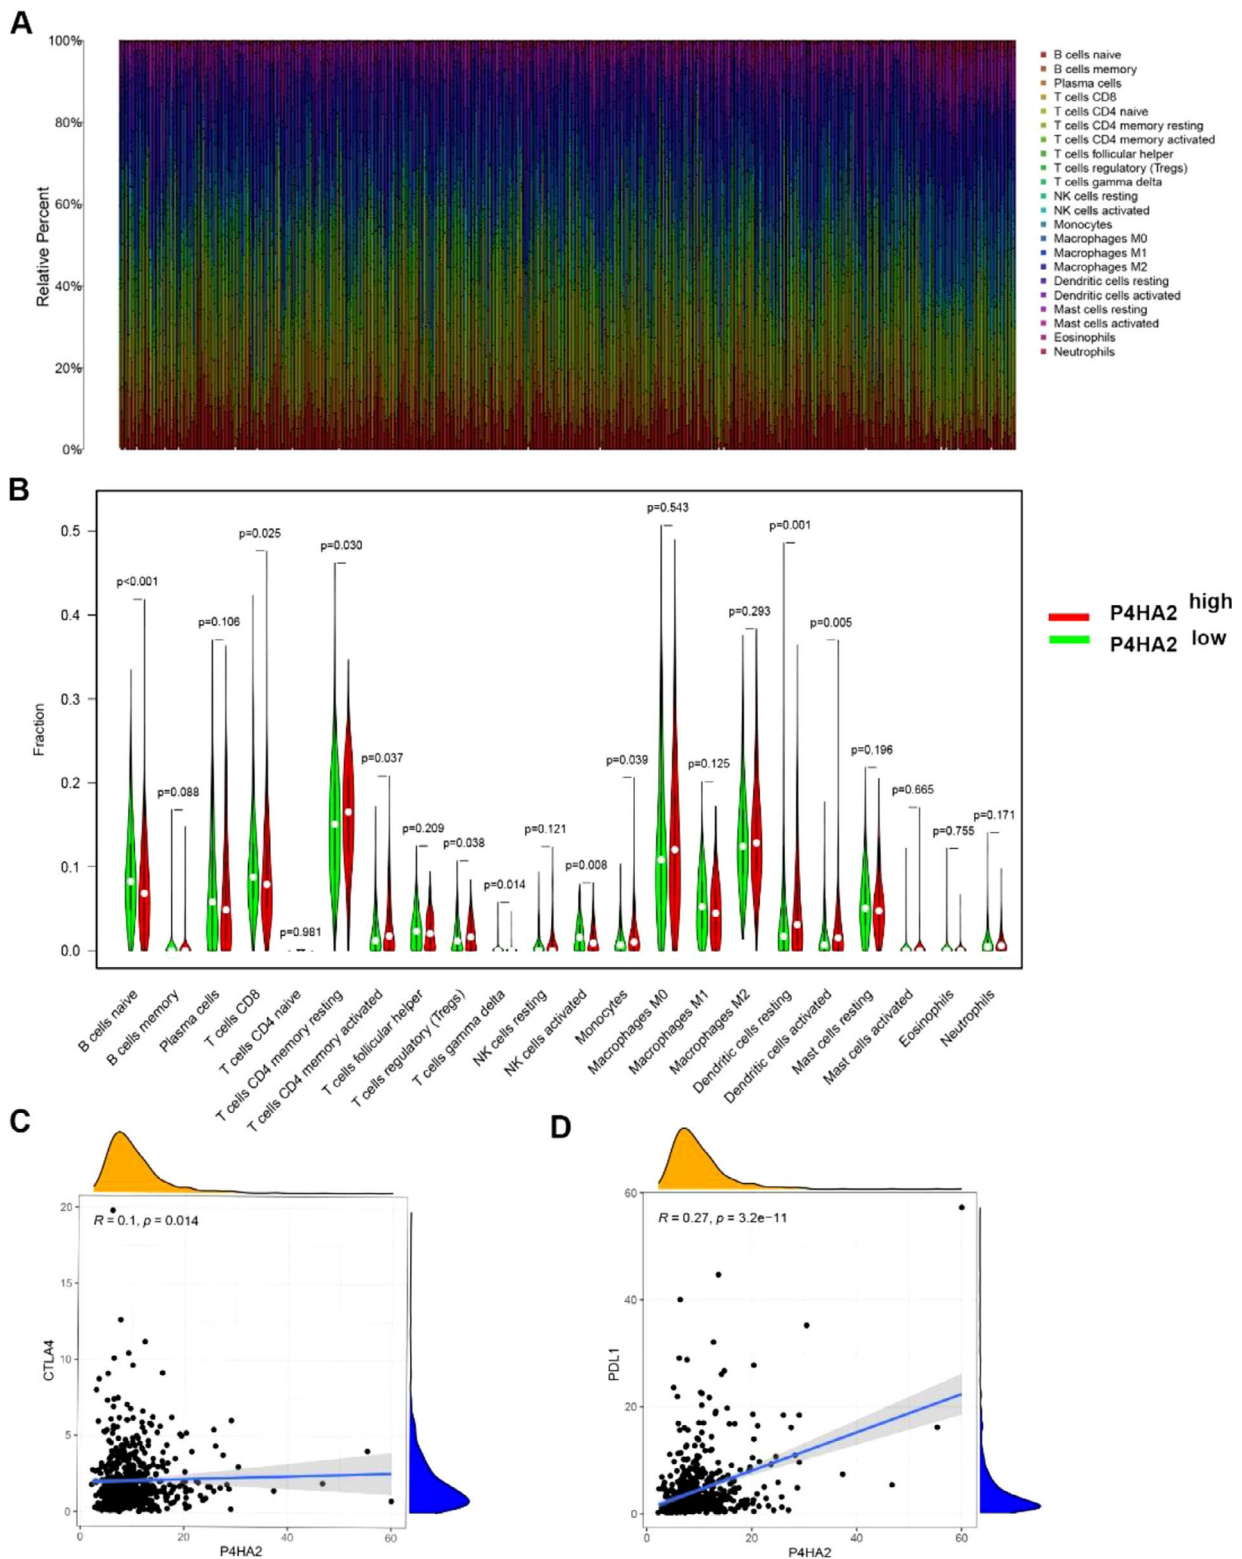 A
100%
80%
60%
40%
20%
0%
Relative Percent
B cells naive
B cells memory
Plasma cells
T cells CD8
T cells CD4 naive
T cells CD4 memory resting
T cells CD4 memory activated
T cells follicular helper
T cells regulatory (Tregs)
T cells gamma delta
NK cells resting
NK cells activated
Monocytes
Macrophages M0
Macrophages M1
Macrophages M2
Dendritic cells resting
Dendritic cells activated
Mast cells resting
Mast cells activated
Eosinophils
Neutrophils
B
0.5
0.4
0.3
0.2
0.1
0.0
Fraction
p<0.001
p=0.088
p=0.106
p=0.025
p=0.981
p=0.030
p=0.037
p=0.209
p=0.038
p=0.014
p=0.121
p=0.008
p=0.039
p=0.543
p=0.125
p=0.293
p=0.001
p=0.005
p=0.196
p=0.665
p=0.755
p=0.171
P4HA2 high
P4HA2 low
B cells naive
B cells memory
Plasma cells
T cells CD8
T cells CD4 naive
T cells CD4 memory resting
T cells CD4 memory activated
T cells follicular helper
T cells regulatory (Tregs)
T cells gamma delta
NK cells resting
NK cells activated
Monocytes
Macrophages M0
Macrophages M1
Macrophages M2
Dendritic cells resting
Dendritic cells activated
Mast cells resting
Mast cells activated
Eosinophils
Neutrophils
C
R = 0.1, p = 0.014
20
15
10
5
0
CTLA4
0 20 40 60
P4HA2
D
R = 0.27, p = 3.2e−11
60
40
20
0
PDL1
0 20 40 60
P4HA2